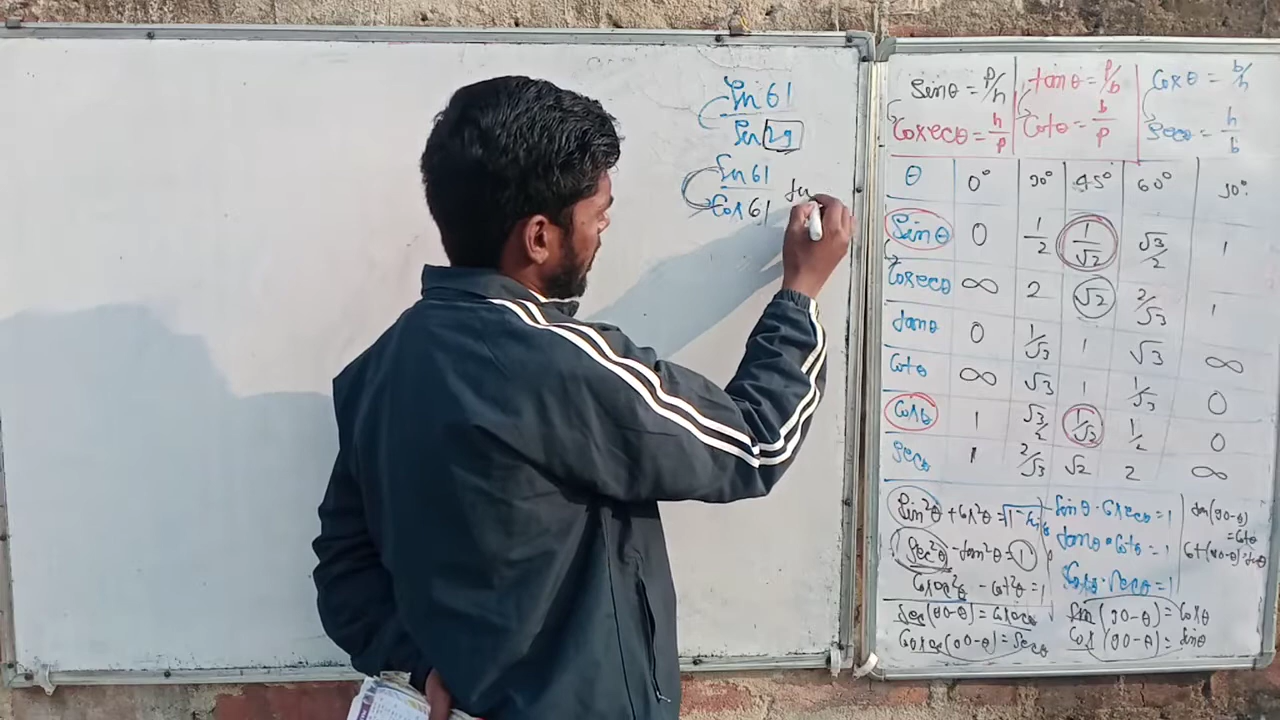 Sin 61
Sin 29
Sin 61
Cos 61
Sinθ = P/h
Cosecθ = h/p
tanθ = P/b
Cotθ = b/p
Cosθ = b/h
Secθ = h/b
θ 0° 30° 45° 60° 90°
Sinθ 0 1/2 1/√2 √3/2 1
Cosecθ ∞ 2 √2 2/√3 1
tanθ 0 1/√3 1 √3 ∞
Cotθ ∞ √3 1 1/√3 0
Cosθ 1 √3/2 1/√2 1/2 0
Secθ 1 2/√3 √2 2 ∞
Sin²θ + Cos²θ = 1
Sec²θ - tan²θ = 1
Cosec²θ - Cot²θ = 1
Sinθ · Cosecθ = 1
tanθ · Cotθ = 1
Cosθ · Secθ = 1
tan(90-θ) = Cotθ
Cot(90-θ) = tanθ
Sec(90-θ) = Cosecθ
Cosec(90-θ) = Secθ
Sin(90-θ) = Cosθ
Cos(90-θ) = Sinθ